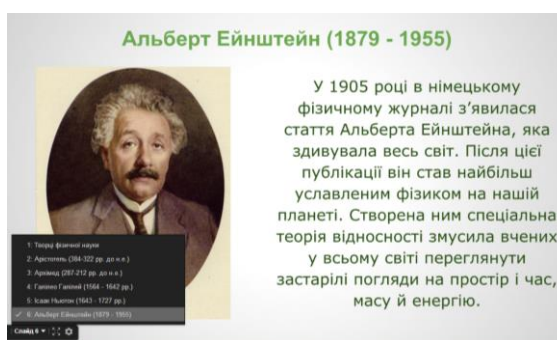 Альберт Ейнштейн (1879 - 1955)
У 1905 році в німецькому
фізичному журналі з’явилася
стаття Альберта Ейнштейна, яка
здивувала весь світ. Після цієї
публікації він став найбільш
уславленим фізиком на нашій
планеті. Створена ним спеціальна
теорія відносності змусила вчених
у всьому світі переглянути
застарілі погляди на простір і час,
масу й енергію.
1: Творці фізичної науки
2: Арістотель (384-322 рр. до н.е.)
3: Архімед (287-212 рр. до н.е.)
4: Галілео Галілей (1564 - 1642 рр.)
5: Ісаак Ньютон (1643 - 1727 рр.)
6: Альберт Ейнштейн (1879 - 1955)
Слайд 6